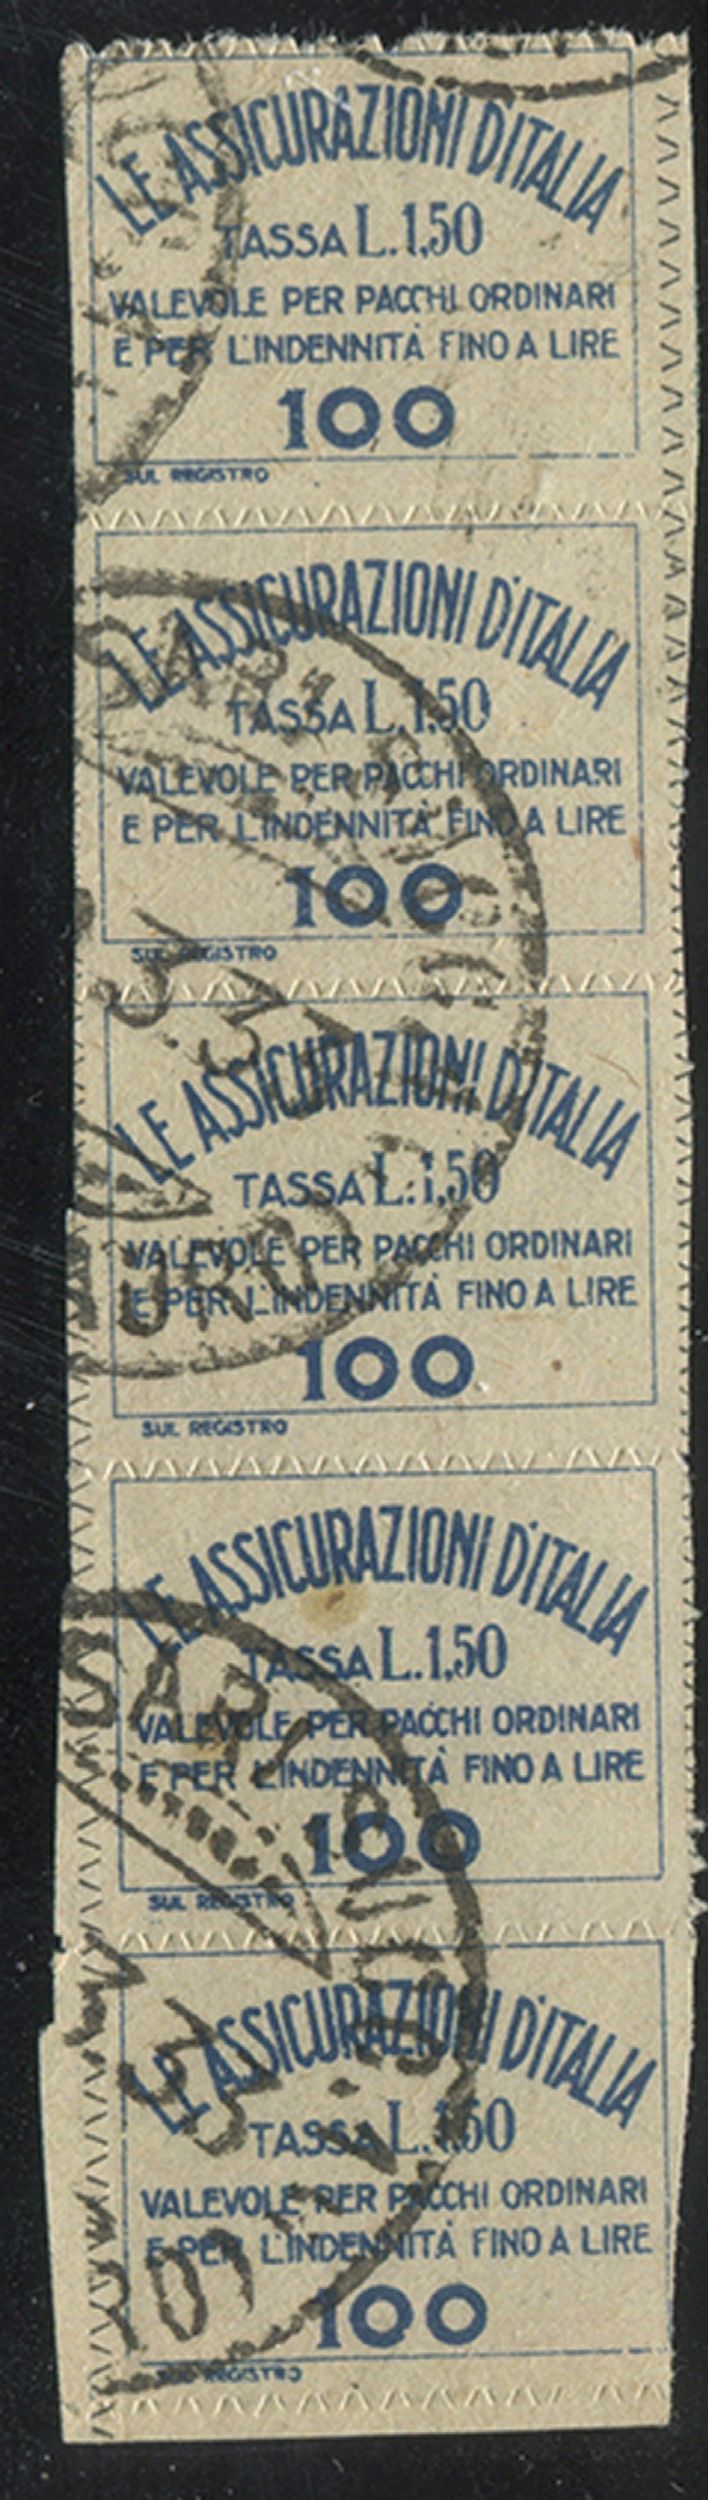 LE ASSICURAZIONI D'ITALIA
TASSA L.1,50
VALEVOLE PER PACCHI ORDINARI
E PER L'INDENNITÀ FINO A LIRE
100
SUL REGISTRO
LE ASSICURAZIONI D'ITALIA
TASSA L.1,50
VALEVOLE PER PACCHI ORDINARI
E PER L'INDENNITÀ FINO A LIRE
100
SUL REGISTRO
LE ASSICURAZIONI D'ITALIA
TASSA L.1,50
VALEVOLE PER PACCHI ORDINARI
E PER L'INDENNITÀ FINO A LIRE
100
SUL REGISTRO
LE ASSICURAZIONI D'ITALIA
TASSA L.1,50
VALEVOLE PER PACCHI ORDINARI
E PER L'INDENNITÀ FINO A LIRE
100
SUL REGISTRO
LE ASSICURAZIONI D'ITALIA
TASSA L.1,50
VALEVOLE PER PACCHI ORDINARI
E PER L'INDENNITÀ FINO A LIRE
100
SUL REGISTRO